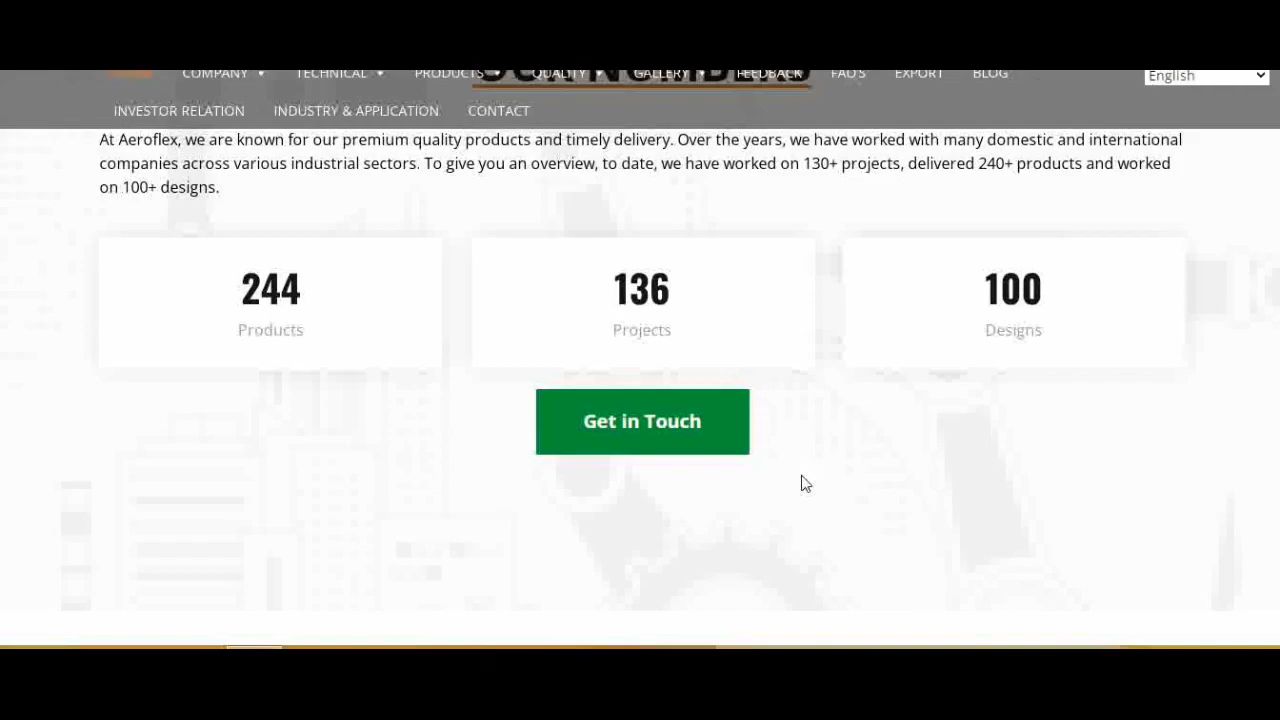 OUR NUMBERS
COMPANY TECHNICAL PRODUCTS QUALITY GALLERY FEEDBACK FAQ'S EXPORT BLOG
English
INVESTOR RELATION INDUSTRY & APPLICATION CONTACT
At Aeroflex, we are known for our premium quality products and timely delivery. Over the years, we have worked with many domestic and international
companies across various industrial sectors. To give you an overview, to date, we have worked on 130+ projects, delivered 240+ products and worked
on 100+ designs.
244 136 100
Products Projects Designs
Get in Touch